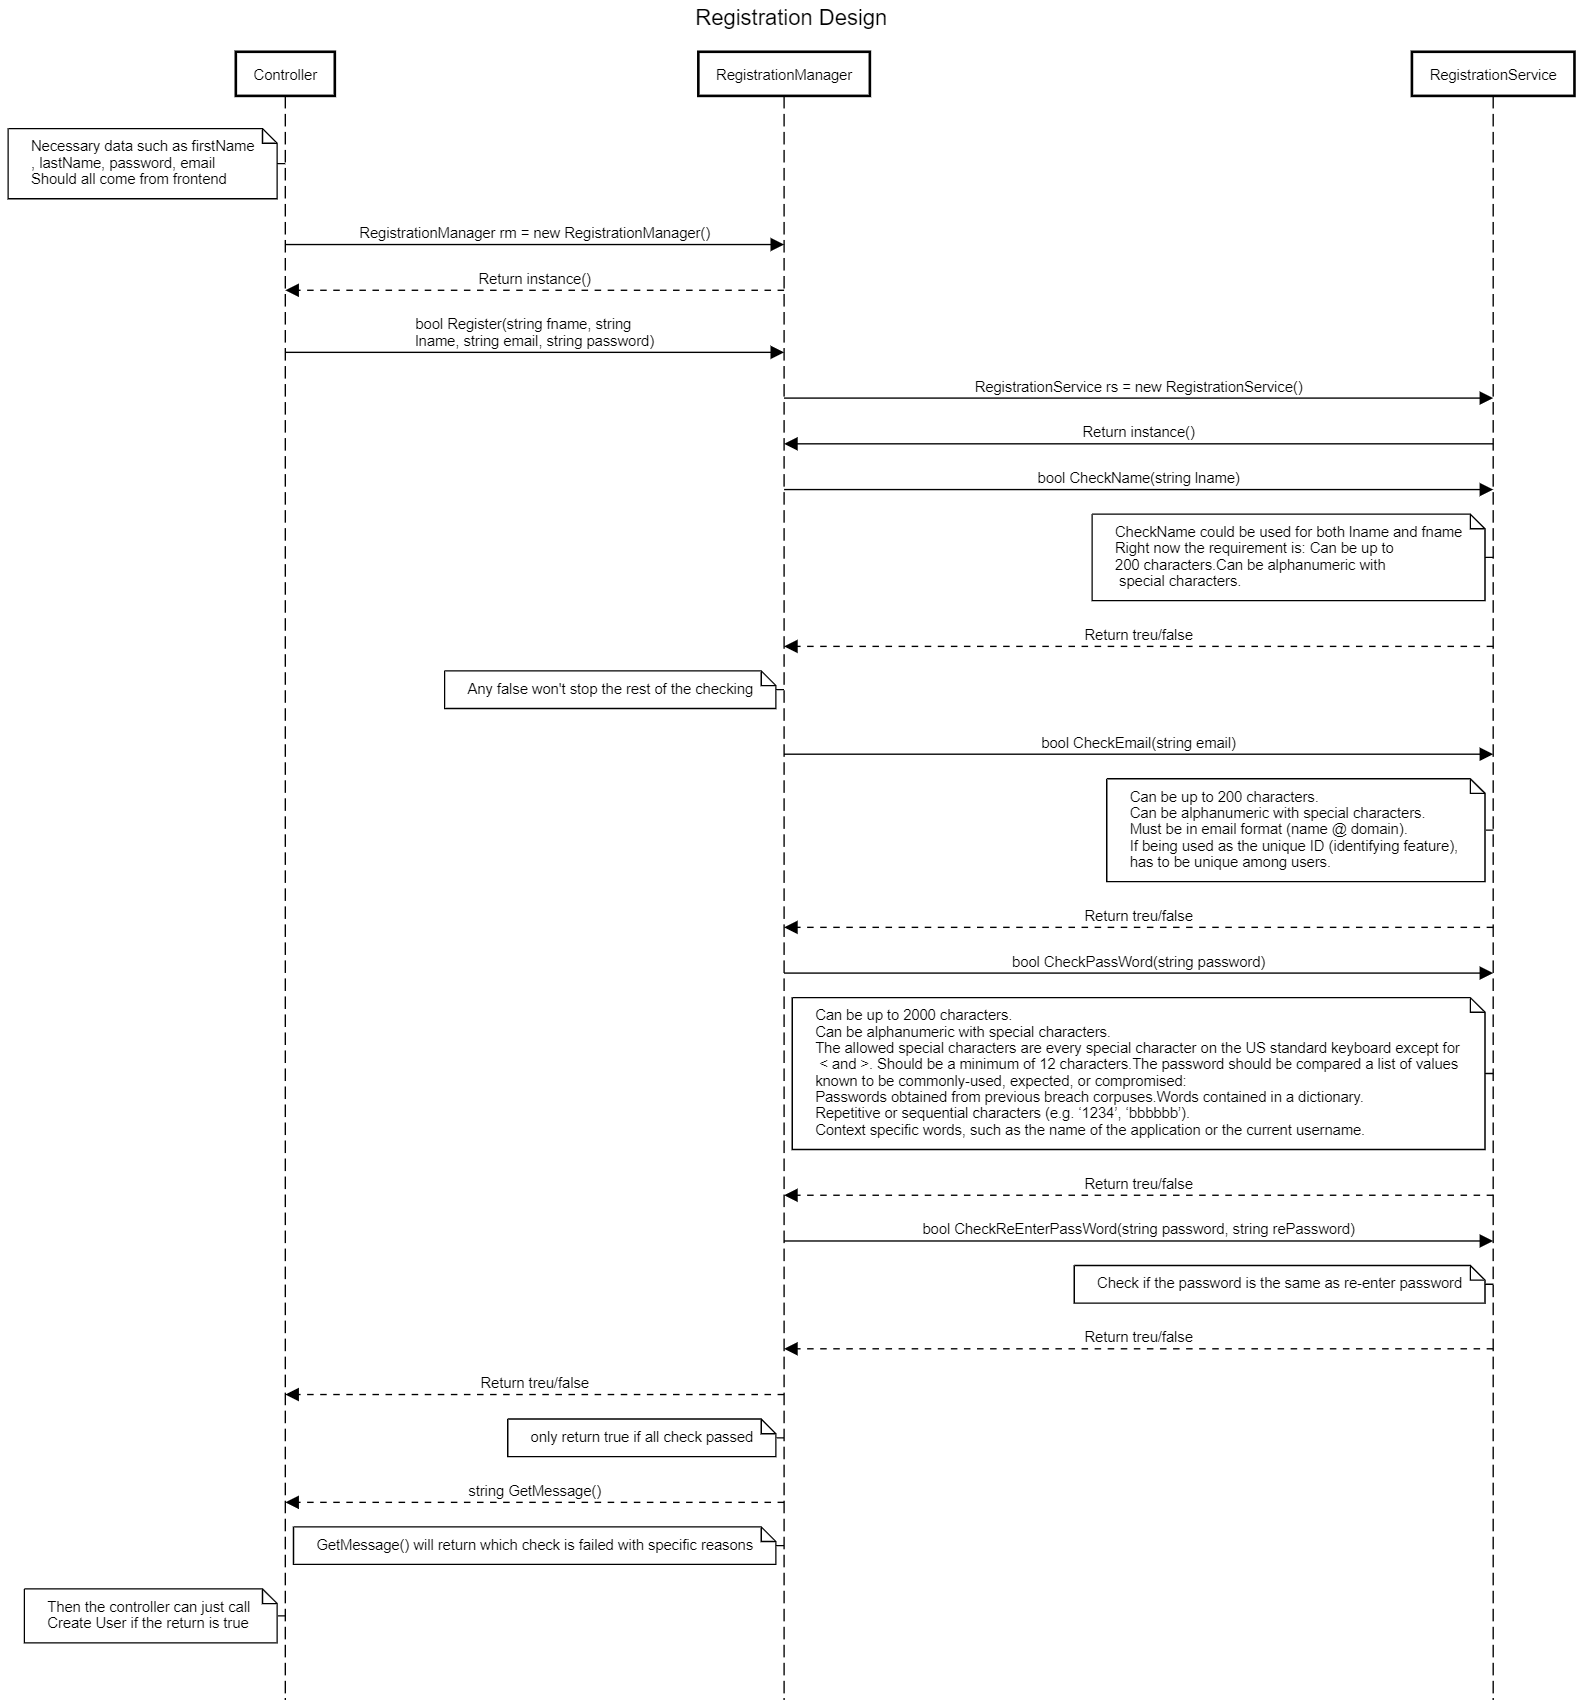 Registration Design
Controller
RegistrationManager
RegistrationService
Necessary data such as firstName
, lastName, password, email
Should all come from frontend
RegistrationManager rm = new RegistrationManager()
Return instance()
bool Register(string fname, string
lname, string email, string password)
RegistrationService rs = new RegistrationService()
Return instance()
bool CheckName(string lname)
CheckName could be used for both lname and fname
Right now the requirement is: Can be up to
200 characters.Can be alphanumeric with
special characters.
Return treu/false
Any false won't stop the rest of the checking
bool CheckEmail(string email)
Can be up to 200 characters.
Can be alphanumeric with special characters.
Must be in email format (name @ domain).
If being used as the unique ID (identifying feature),
has to be unique among users.
Return treu/false
bool CheckPassWord(string password)
Can be up to 2000 characters.
Can be alphanumeric with special characters.
The allowed special characters are every special character on the US standard keyboard except for
< and >. Should be a minimum of 12 characters.The password should be compared a list of values
known to be commonly-used, expected, or compromised:
Passwords obtained from previous breach corpuses.Words contained in a dictionary.
Repetitive or sequential characters (e.g. ‘1234’, ‘bbbbbb’).
Context specific words, such as the name of the application or the current username.
Return treu/false
bool CheckReEnterPassWord(string password, string rePassword)
Check if the password is the same as re-enter password
Return treu/false
Return treu/false
only return true if all check passed
string GetMessage()
GetMessage() will return which check is failed with specific reasons
Then the controller can just call
Create User if the return is true